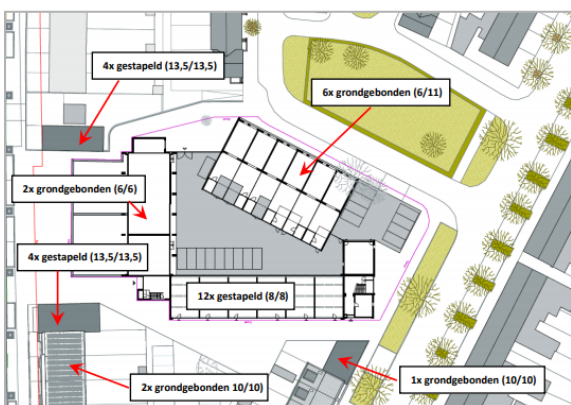 4x gestapeld (13,5/13,5)
6x grondgebonden (6/11)
2x grondgebonden (6/6)
4x gestapeld (13,5/13,5)
12x gestapeld (8/8)
2x grondgebonden 10/10)
1x grondgebonden (10/10)